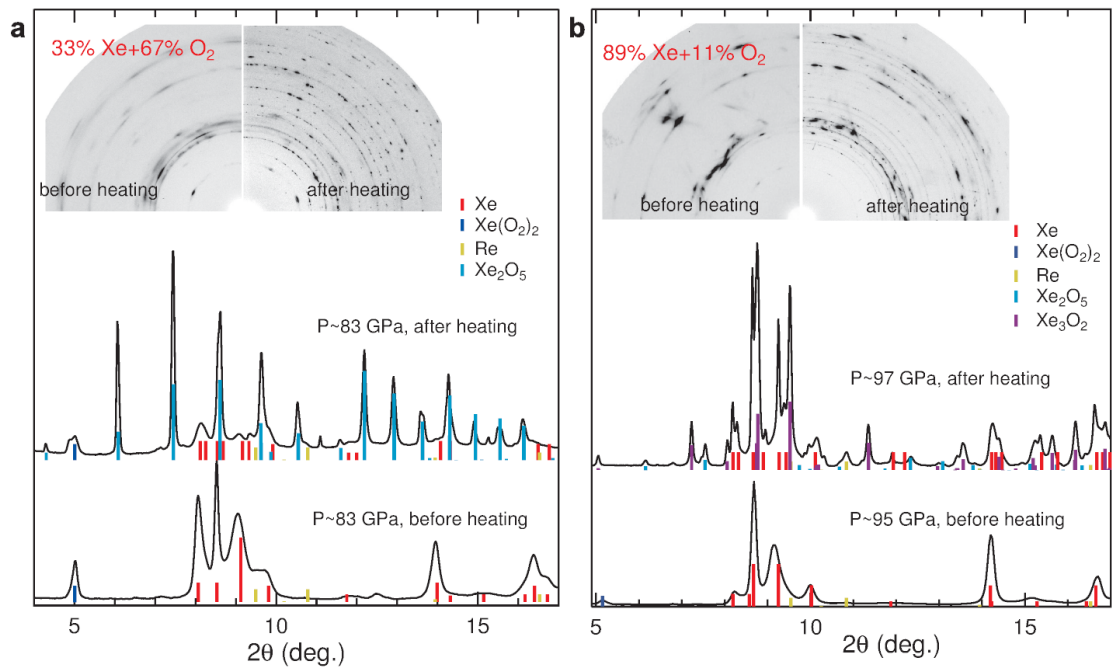 a
33% Xe+67% O₂
before heating
after heating
Xe
Xe(O₂)₂
Re
Xe₂O₅
P~83 GPa, after heating
P~83 GPa, before heating
5 10 15
2θ (deg.)
b
89% Xe+11% O₂
before heating
after heating
Xe
Xe(O₂)₂
Re
Xe₂O₅
Xe₃O₂
P~97 GPa, after heating
P~95 GPa, before heating
5 10 15
2θ (deg.)